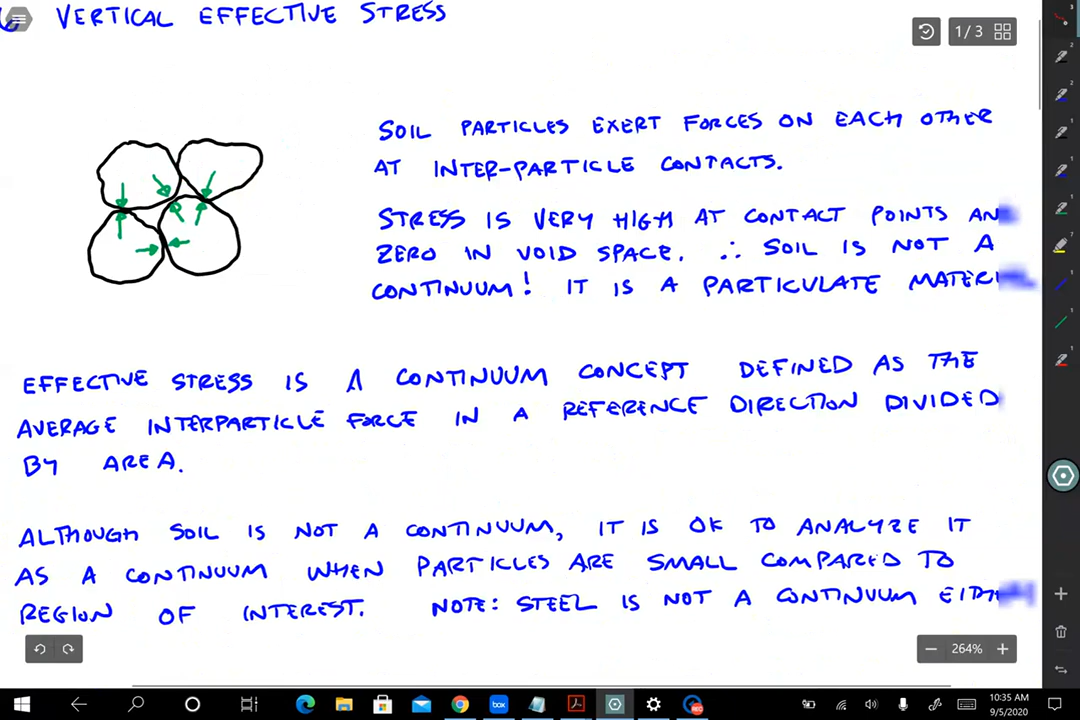 VERTICAL EFFECTIVE STRESS
1/3
SOIL PARTICLES EXERT FORCES ON EACH OTHER
AT INTER-PARTICLE CONTACTS.
STRESS IS VERY HIGH AT CONTACT POINTS
ZERO IN VOID SPACE. ∴ SOIL IS NOT A
CONTINUUM! IT IS A PARTICULATE
EFFECTIVE STRESS IS A CONTINUUM CONCEPT DEFINED AS THE
AVERAGE INTERPARTICLE FORCE IN A REFERENCE DIRECTION DIVIDED
BY AREA.
ALTHOUGH SOIL IS NOT A CONTINUUM, IT IS OK TO ANALYZE IT
AS A CONTINUUM WHEN PARTICLES ARE SMALL COMPARED TO
REGION OF INTEREST. NOTE: STEEL IS NOT A CONTINUUM
264%
box
REC
10:35 AM
9/5/2020